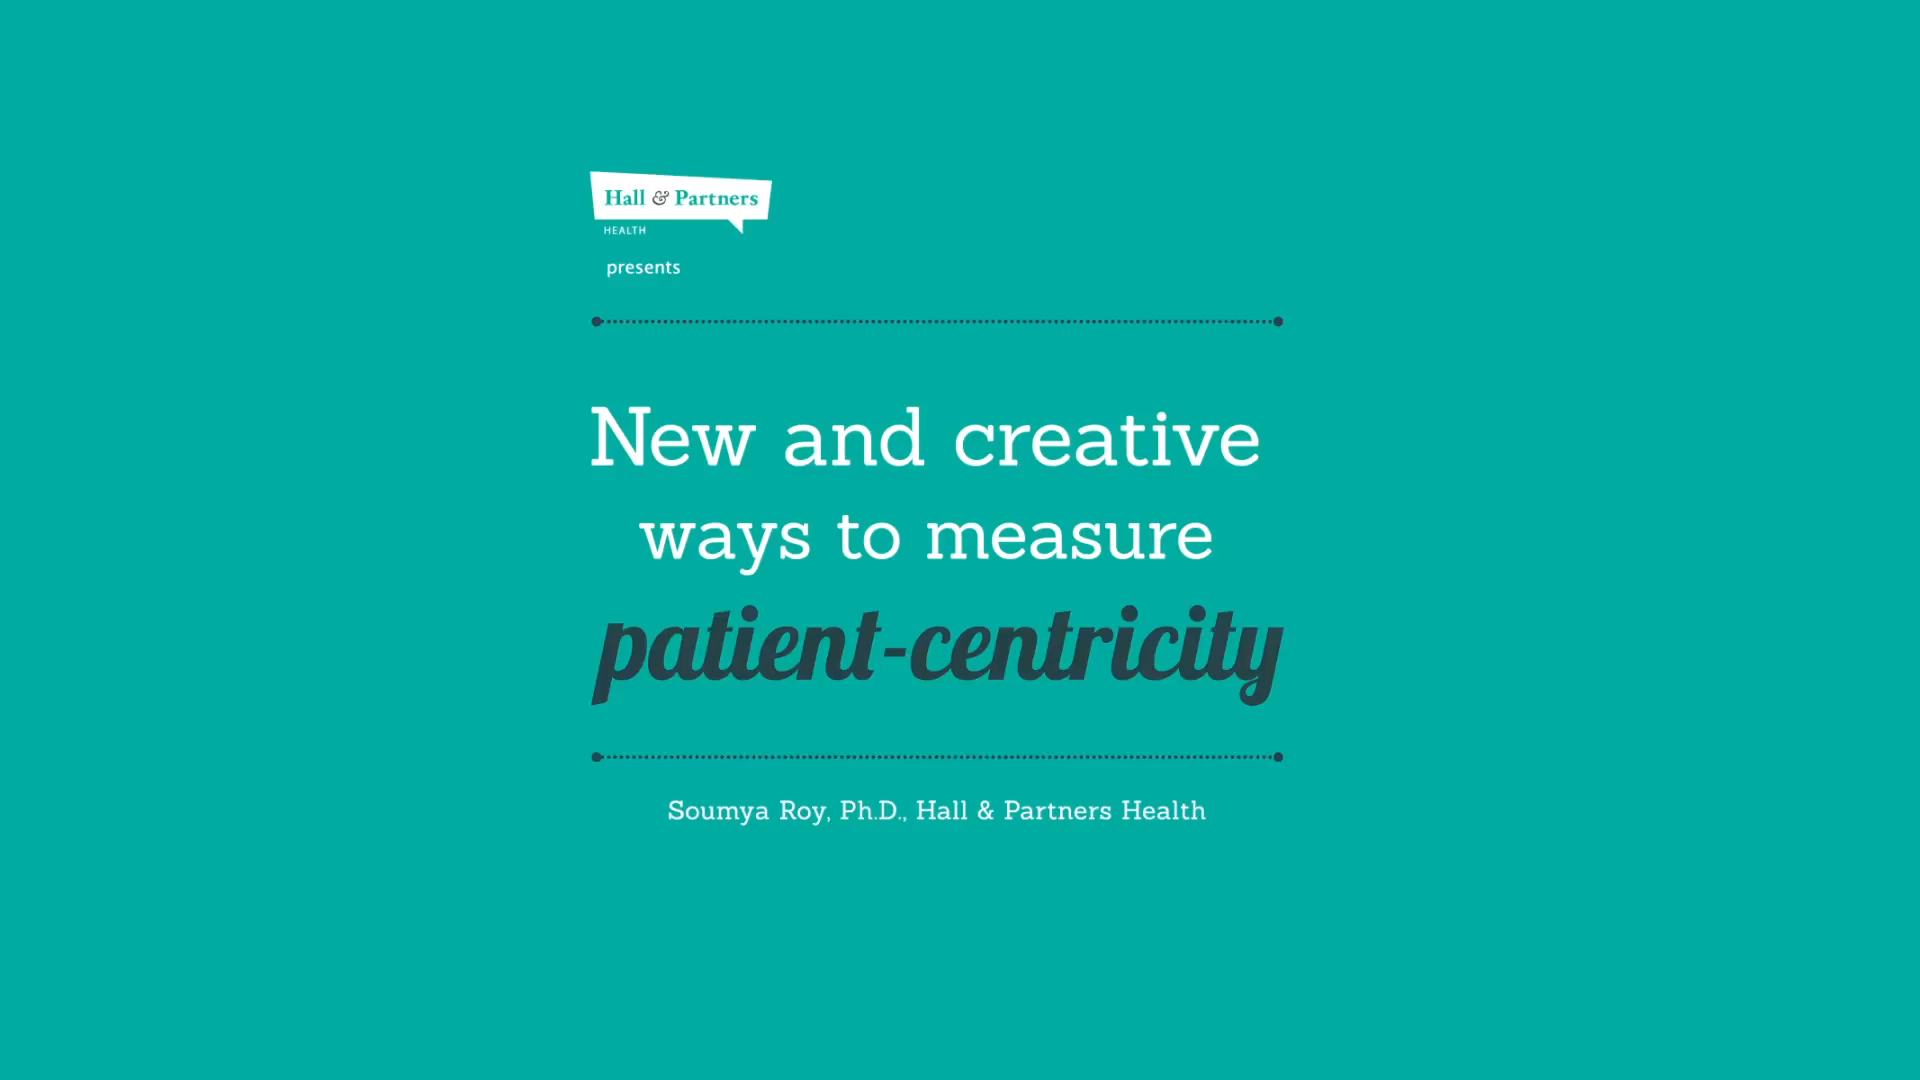 Hall & Partners
HEALTH
presents
New and creative
ways to measure
patient-centricity
Soumya Roy, Ph.D., Hall & Partners Health